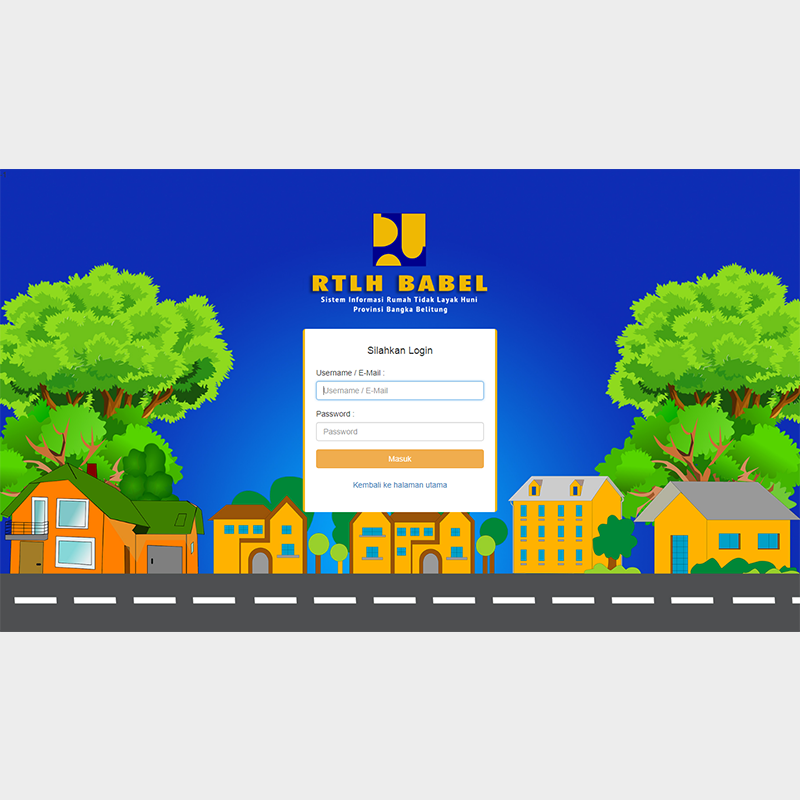 RTLH BABEL
Sistem Informasi Rumah Tidak Layak Huni
Provinsi Bangka Belitung
Silahkan Login
Username / E-Mail :
Username / E-Mail
Password :
Password
Masuk
Kembali ke halaman utama